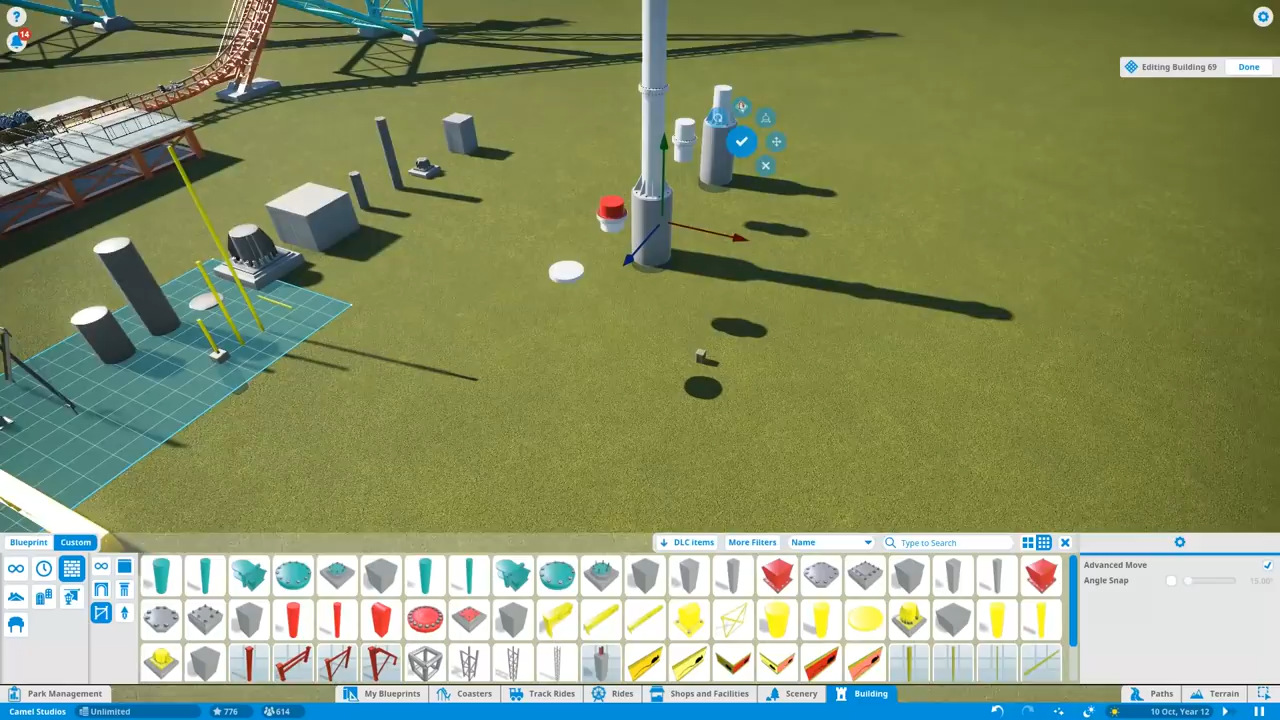 ?
14
Editing Building 69 Done
Blueprint Custom DLC items More Filters Name Type to Search
Advanced Move
Angle Snap 15.00°
Park Management My Blueprints Coasters Track Rides Rides Shops and Facilities Scenery Building Paths Terrain
Camel Studios Unlimited 776 614 10 Oct, Year 12